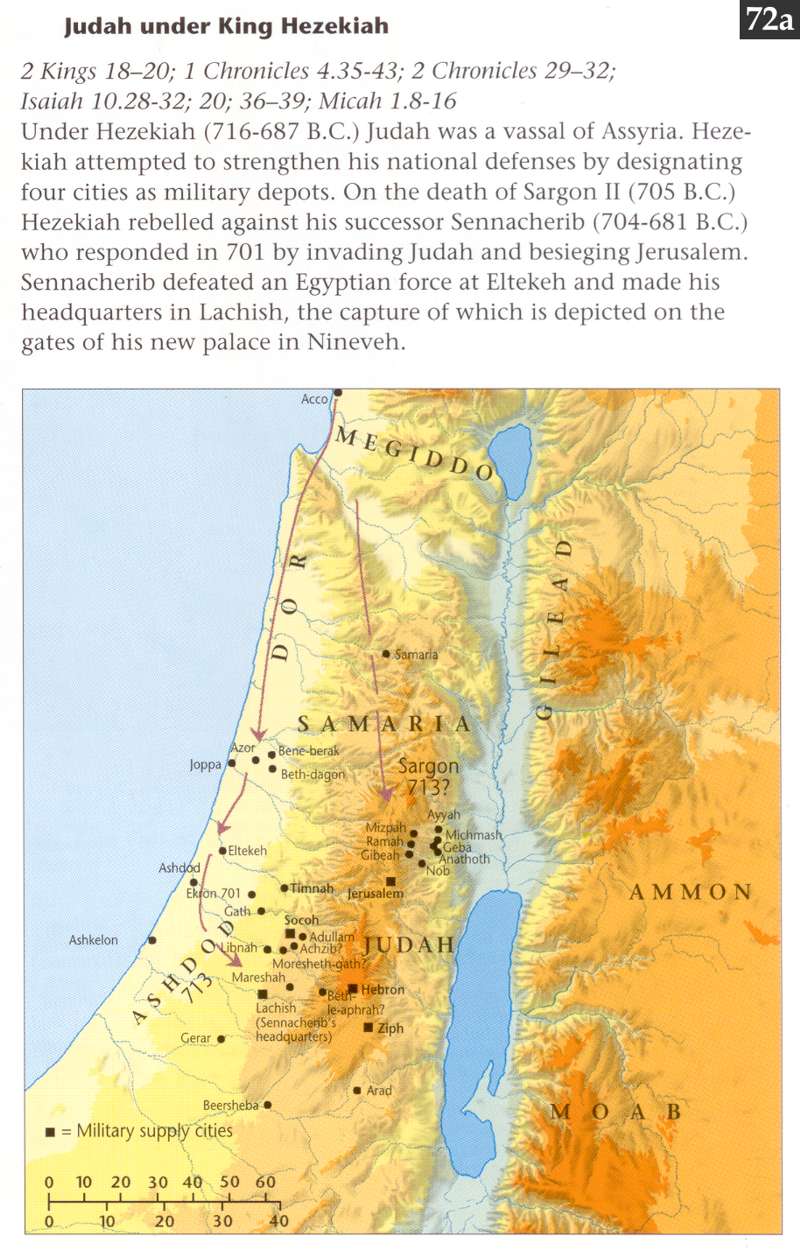 Judah under King Hezekiah
72a
2 Kings 18–20; 1 Chronicles 4.35-43; 2 Chronicles 29–32;
Isaiah 10.28-32; 20; 36–39; Micah 1.8-16
Under Hezekiah (716-687 B.C.) Judah was a vassal of Assyria. Heze-
kiah attempted to strengthen his national defenses by designating
four cities as military depots. On the death of Sargon II (705 B.C.)
Hezekiah rebelled against his successor Sennacherib (704-681 B.C.)
who responded in 701 by invading Judah and besieging Jerusalem.
Sennacherib defeated an Egyptian force at Eltekeh and made his
headquarters in Lachish, the capture of which is depicted on the
gates of his new palace in Nineveh.
Acco
MEGIDDO
DOR
GILEAD
Samaria
SAMARIA
Azor
Bene-berak
Joppa
Beth-dagon
Sargon
713?
Ayyah
Mizpah
Michmash
Ramah
Geba
Gibeah
Anathoth
Nob
Eltekeh
Ashdod
Ekron 701
Timnah
Jerusalem
AMMON
Gath
Socoh
Ashkelon
Adullam
JUDAH
Libnah
Achzib?
Moresheth-gath?
ASHDOD
713
Mareshah
Hebron
Beth-
le-aphrah?
Lachish
(Sennacherib's
headquarters)
Ziph
Gerar
Arad
Beersheba
MOAB
= Military supply cities
0 10 20 30 40 50 60
0 10 20 30 40